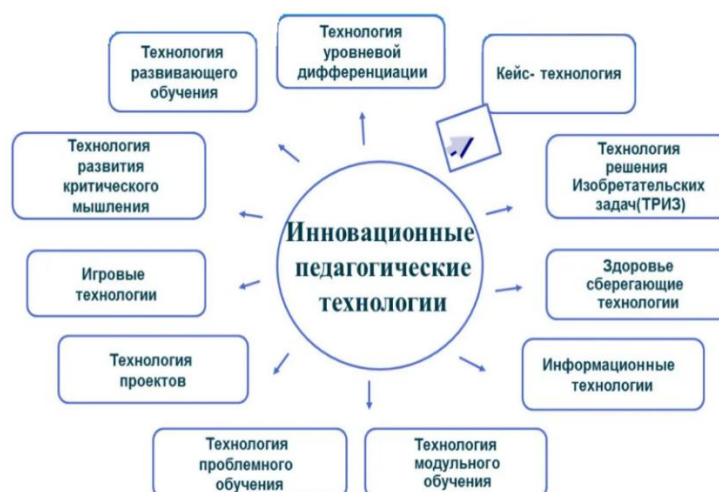 Технология
уровневой
дифференциации
Кейс- технология
Технология
решения
Изобретательских
задач(ТРИЗ)
Здоровье
сберегающие
технологии
Информационные
технологии
Технология
модульного
обучения
Технология
проблемного
обучения
Технология
проектов
Игровые
технологии
Технология
развития
критического
мышления
Технология
развивающего
обучения
Инновационные
педагогические
технологии